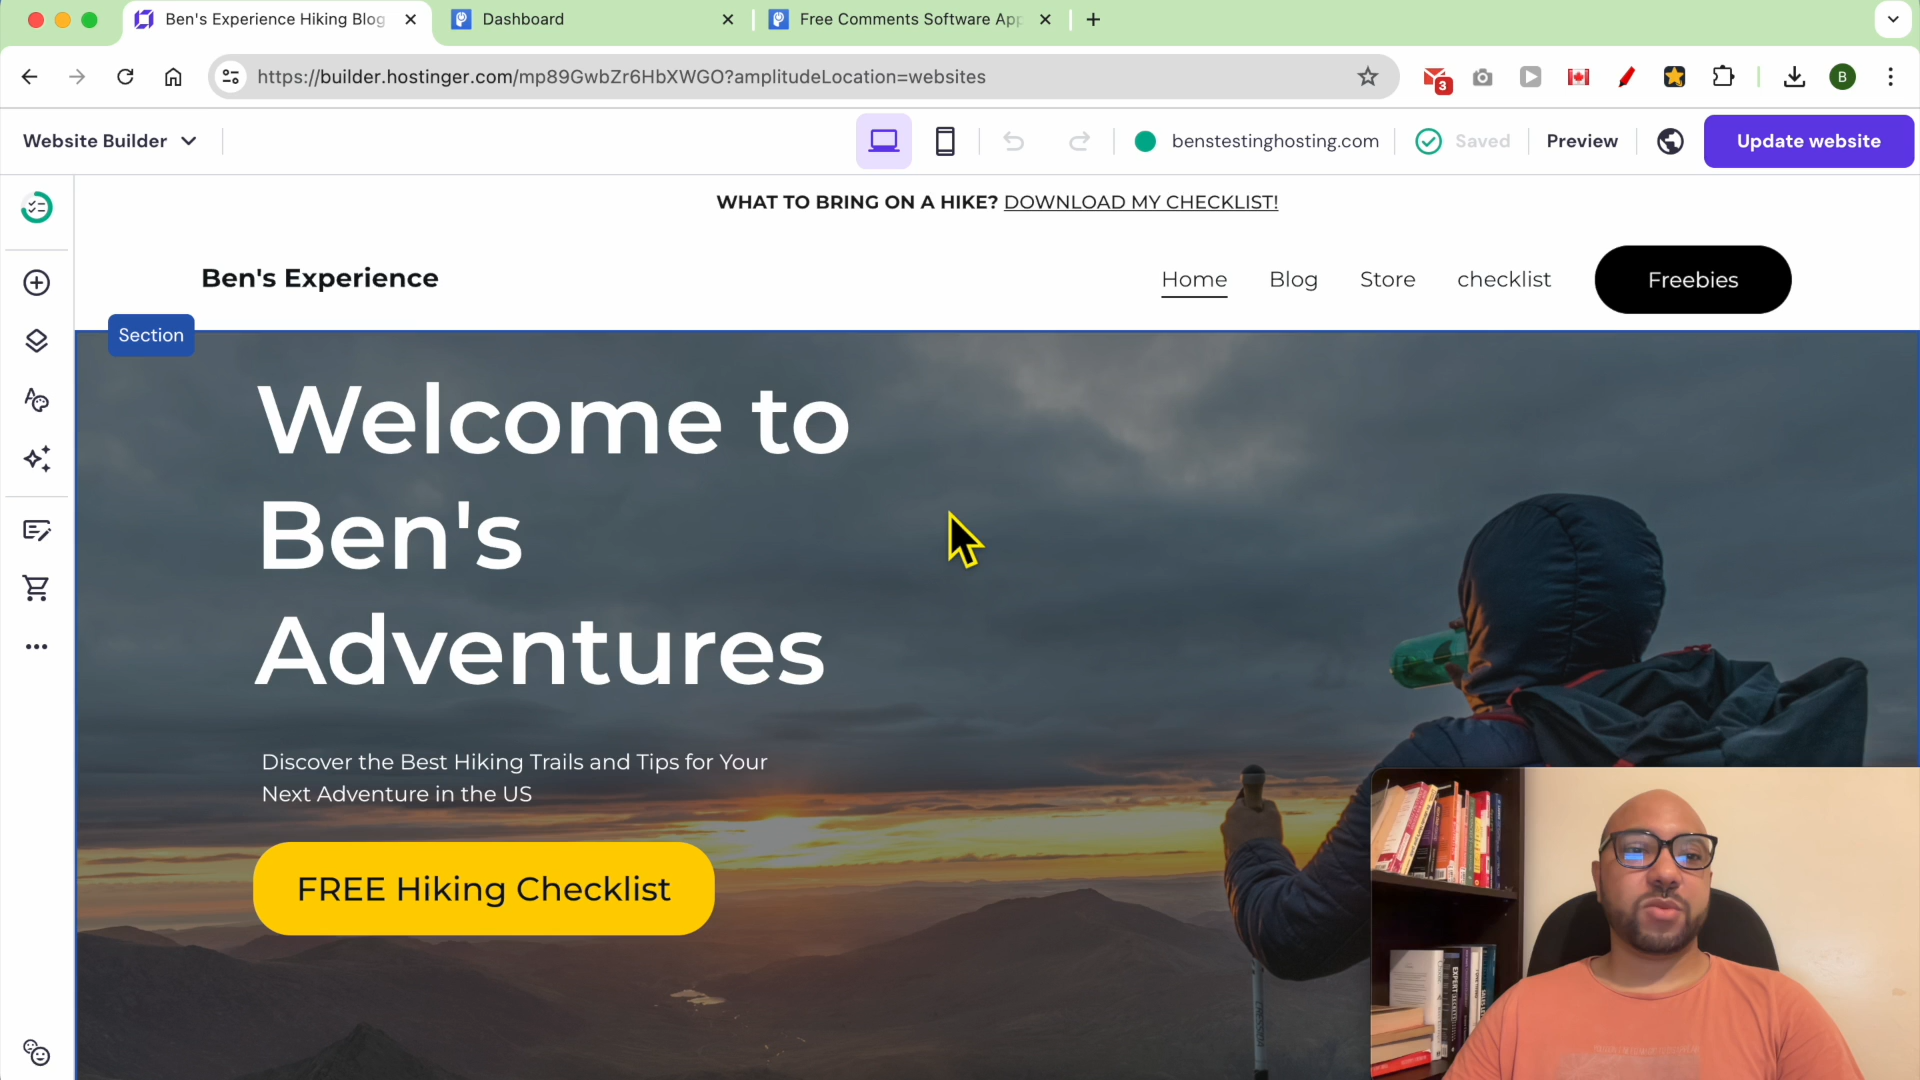 Ben's Experience Hiking Blog
Dashboard
Free Comments Software App
https://builder.hostinger.com/mp89GwbZr6HbXWGO?amplitudeLocation=websites
3
B
Website Builder
benstestinghosting.com
Saved
Preview
Update website
WHAT TO BRING ON A HIKE? DOWNLOAD MY CHECKLIST!
Ben's Experience
Home
Blog
Store
checklist
Freebies
Section
Welcome to
Ben's
Adventures
Discover the Best Hiking Trails and Tips for Your
Next Adventure in the US
FREE Hiking Checklist
EXPERT
SECRETS